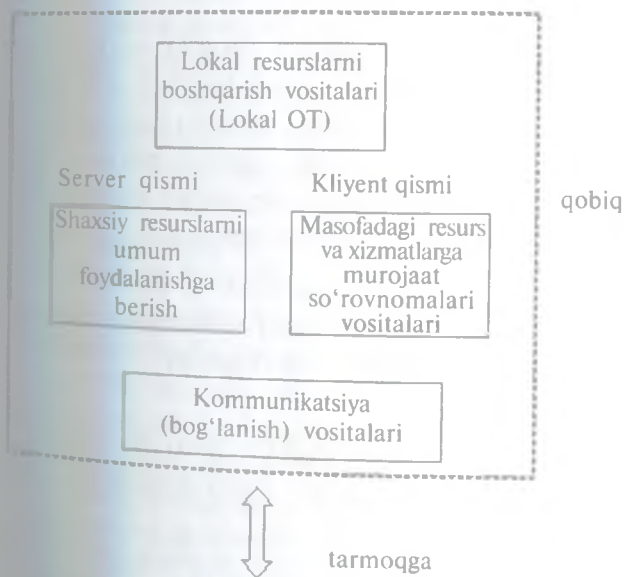 Lokal resurslarni
boshqarish vositalari
(Lokal OT)
Server qismi
Kliyent qismi
qobiq
Shaxsiy resurslarni
umum
foydalanishga
berish
Masofadagi resurs
va xizmatlarga
murojaat
so‘rovnomalari
vositalari
Kommunikatsiya
(bog‘lanish) vositalari
tarmoqga